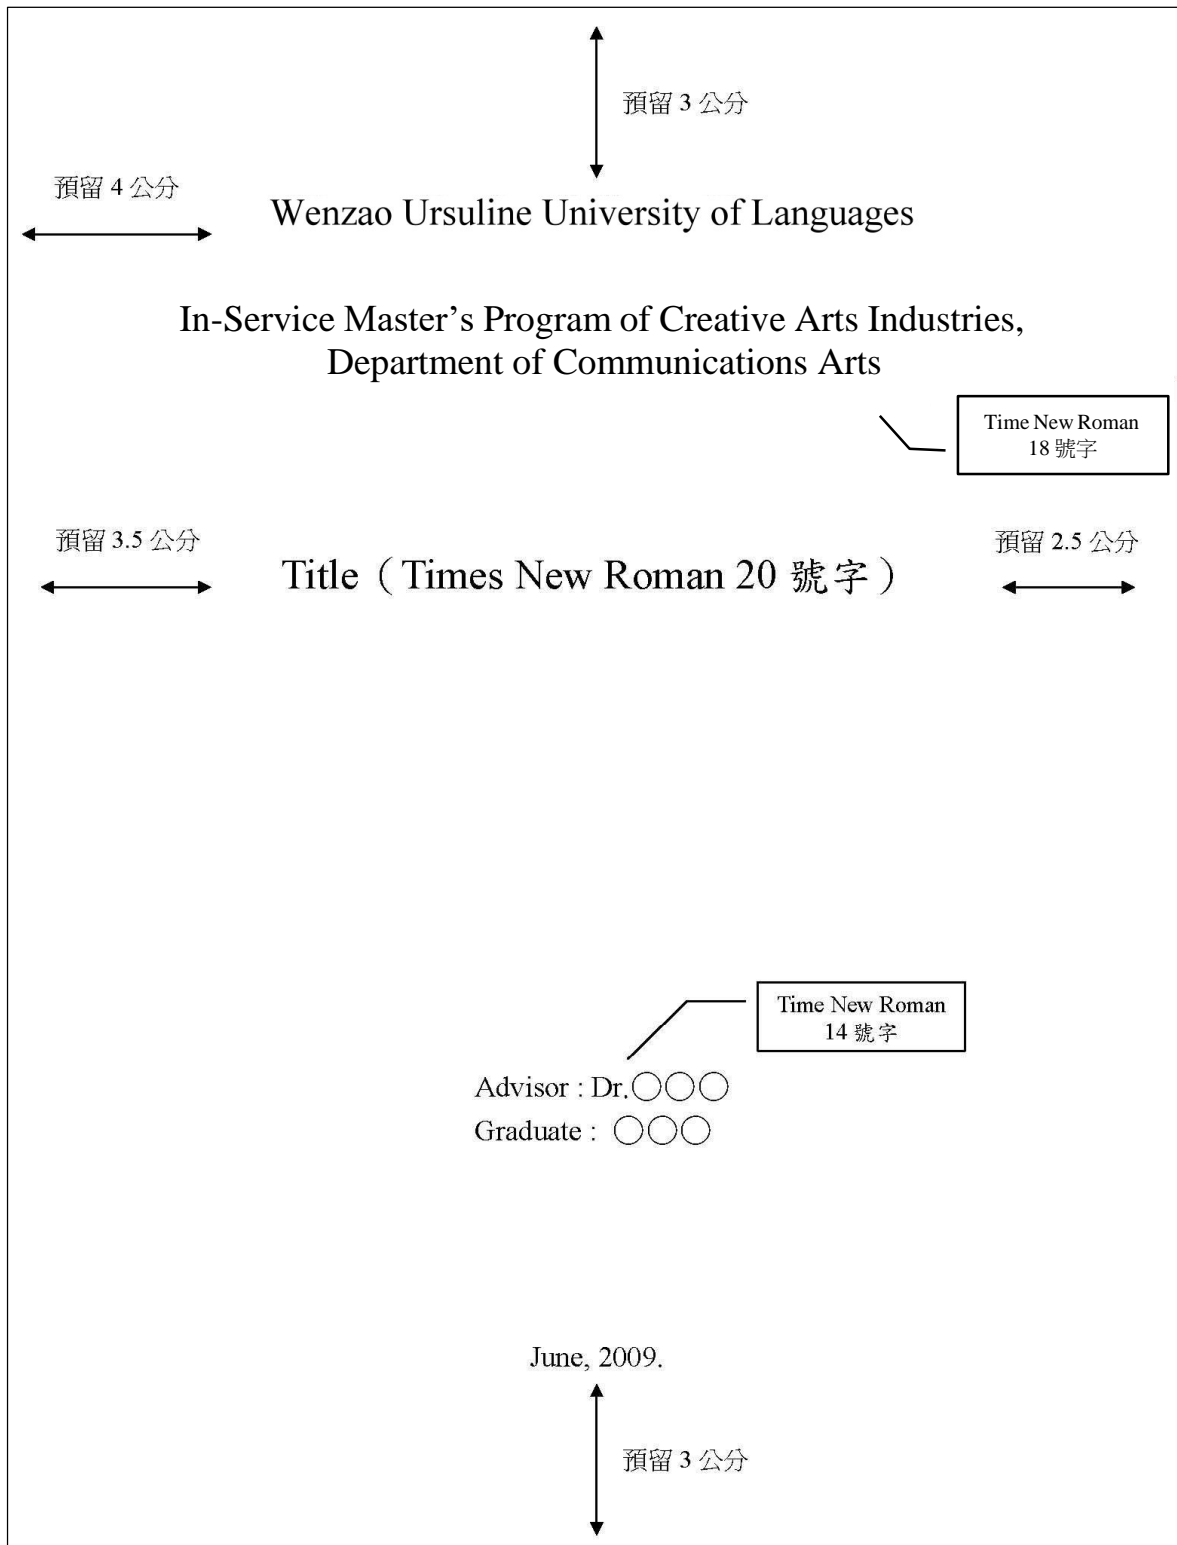 預留 3 公分
預留 4 公分
Wenzao Ursuline University of Languages
In-Service Master’s Program of Creative Arts Industries,
Department of Communications Arts
Time New Roman
18 號字
預留 3.5 公分
Title（Times New Roman 20 號字）
預留 2.5 公分
Time New Roman
14 號字
Advisor : Dr.○○○
Graduate : ○○○
June, 2009.
預留 3 公分